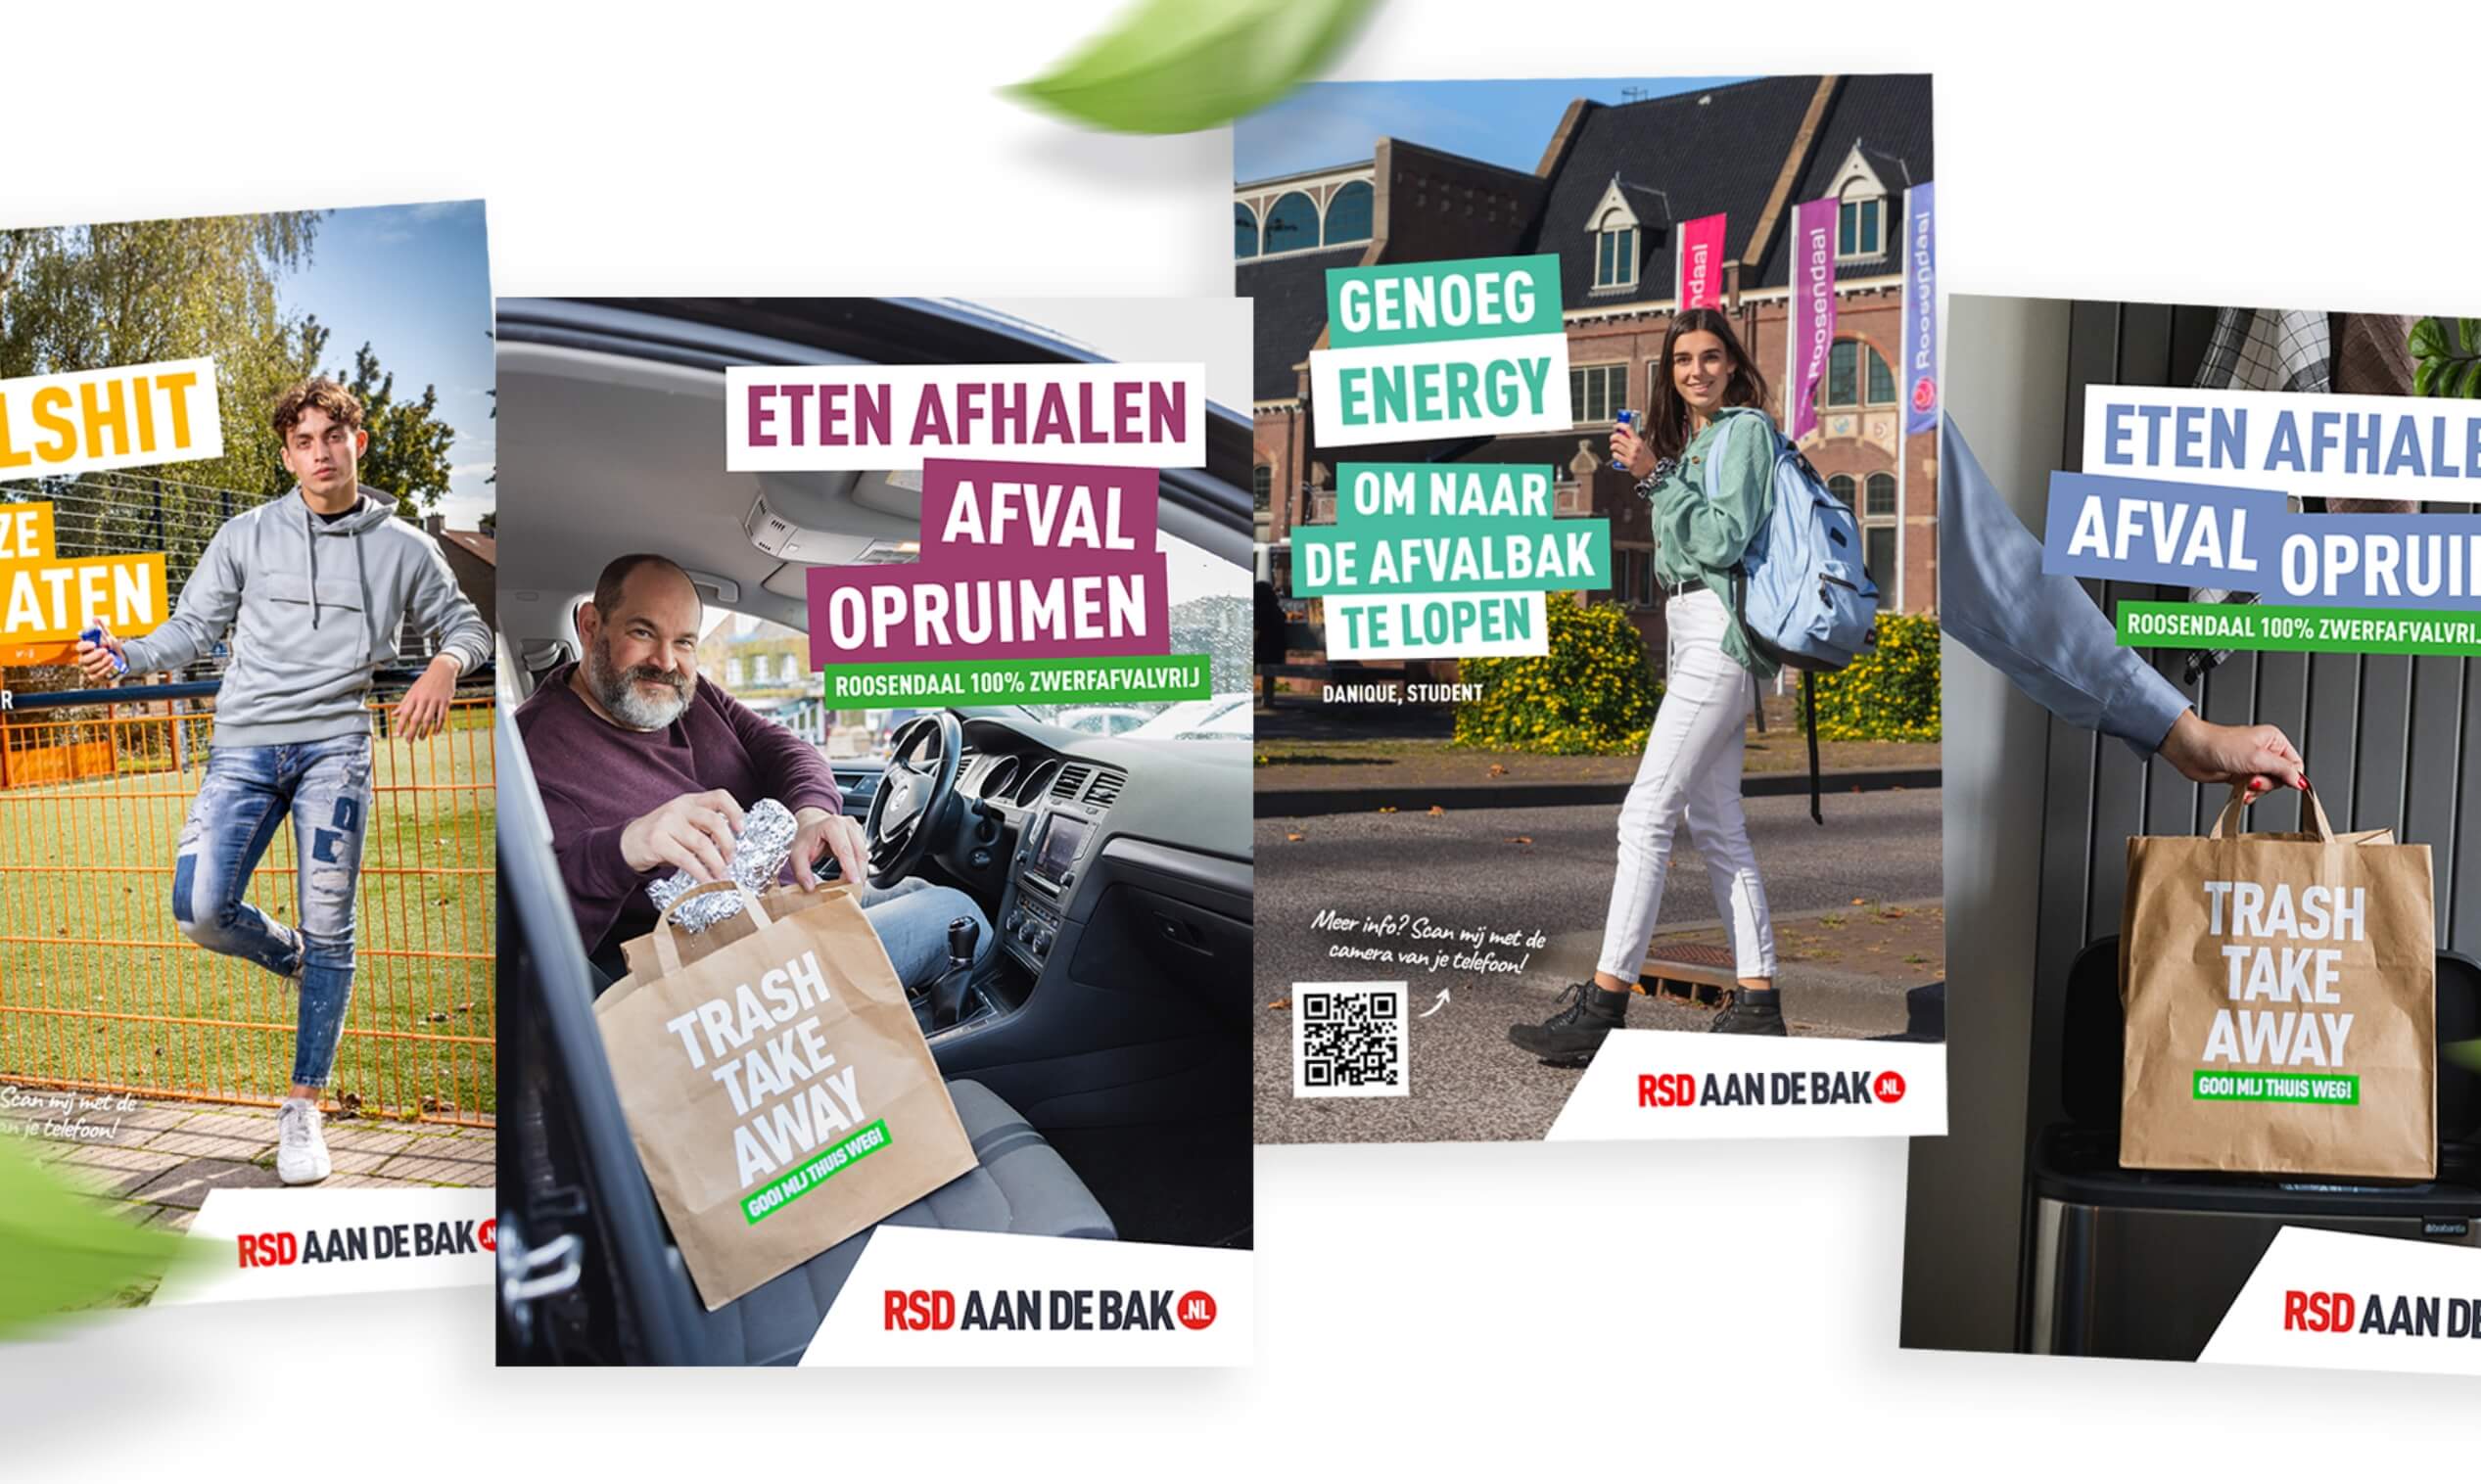 LSHIT
ZE
ATEN
R
Scan mij met de
je telefoon!
RSD AAN DE BAK
ETEN AFHALEN
AFVAL
OPRUIMEN
ROOSENDAAL 100% ZWERFAFVALVRIJ
TRASH
TAKE
AWAY
GOOI MIJ THUIS WEG!
RSD AAN DE BAK .NL
GENOEG
ENERGY
OM NAAR
DE AFVALBAK
TE LOPEN
DANIQUE, STUDENT
ndaal
Roosendaal
Roosendaal
Meer info? Scan mij met de
camera van je telefoon!
RSD AAN DE BAK .NL
ETEN AFHALE
AFVAL OPRUI
ROOSENDAAL 100% ZWERFAFVALVRIJ
TRASH
TAKE
AWAY
GOOI MIJ THUIS WEG!
brabantia
RSD AAN DE